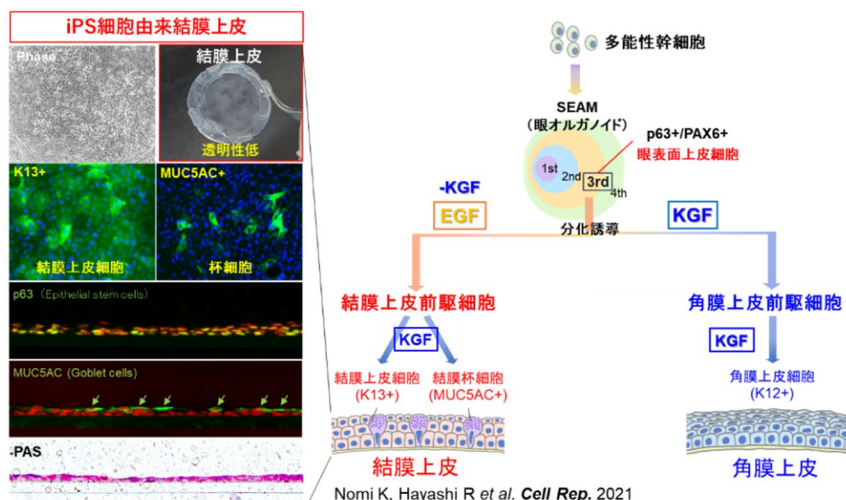 iPS細胞由来結膜上皮
Phase
結膜上皮
透明性低
K13+
結膜上皮細胞
MUC5AC+
杯細胞
p63 (Epithelial stem cells)
MUC5AC (Goblet cells)
PAS
多能性幹細胞
SEAM
(眼オルガノイド)
p63+/PAX6+
眼表面上皮細胞
1st
2nd
3rd
4th
-KGF
EGF
分化誘導
KGF
結膜上皮前駆細胞
KGF
結膜上皮細胞
(K13+)
結膜杯細胞
(MUC5AC+)
結膜上皮
角膜上皮前駆細胞
KGF
角膜上皮細胞
(K12+)
角膜上皮
Nomi K, Hayashi R et al. Cell Rep. 2021